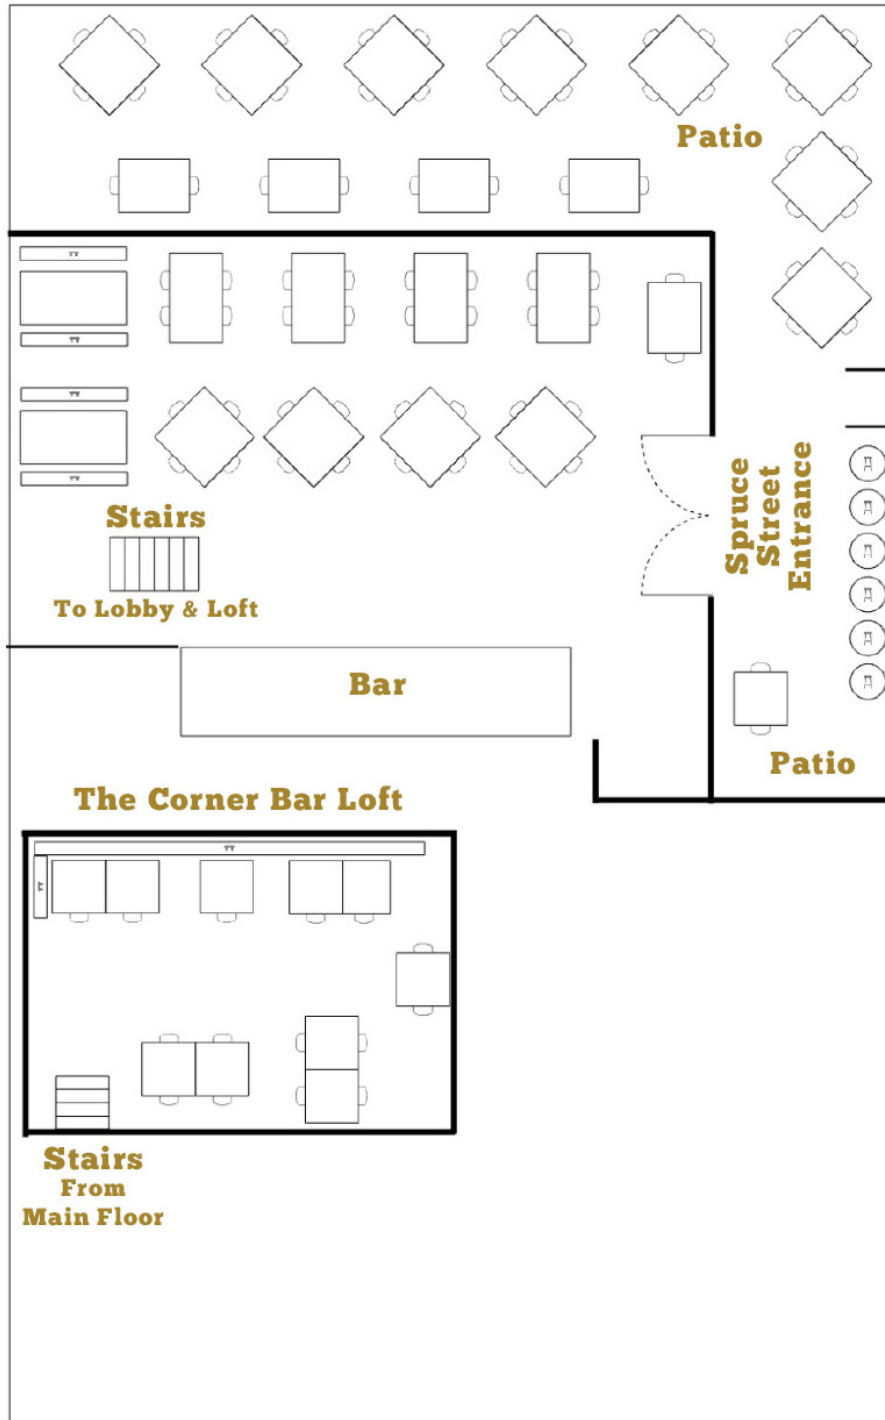 Patio
Stairs
To Lobby & Loft
Spruce
Street
Entrance
Bar
Patio
The Corner Bar Loft
Stairs
From
Main Floor